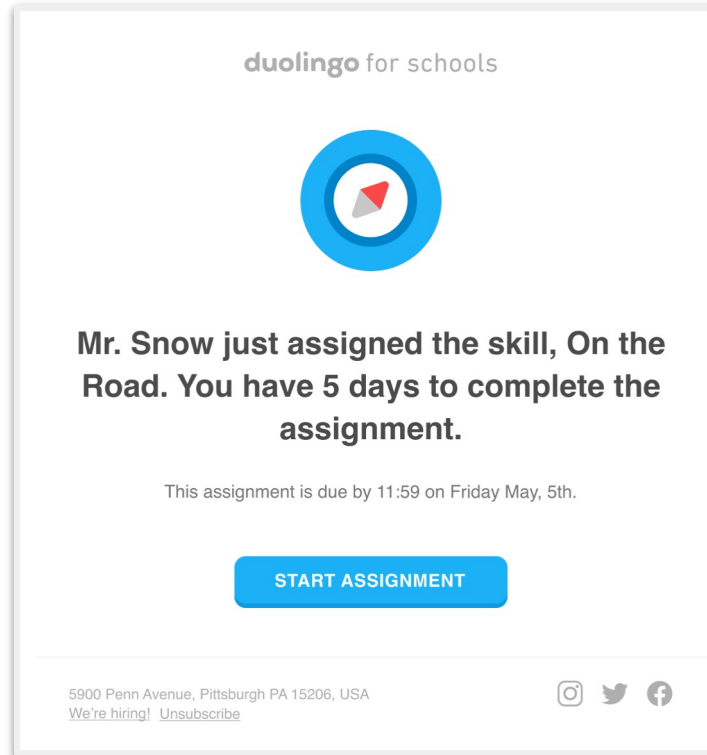 duolingo for schools
Mr. Snow just assigned the skill, On the
Road. You have 5 days to complete the
assignment.
This assignment is due by 11:59 on Friday May, 5th.
START ASSIGNMENT
5900 Penn Avenue, Pittsburgh PA 15206, USA
We're hiring! Unsubscribe